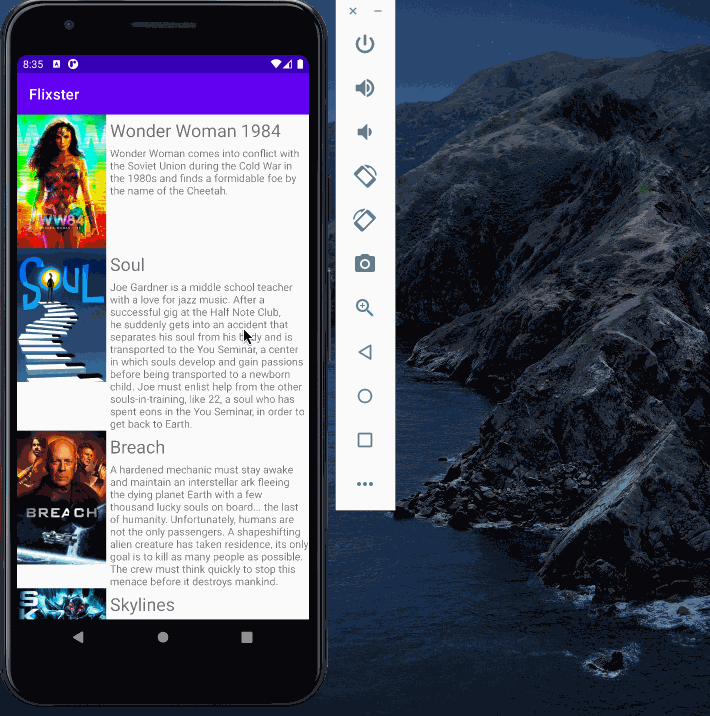 8:35
Flixster
Wonder Woman 1984
Wonder Woman comes into conflict with
the Soviet Union during the Cold War in
the 1980s and finds a formidable foe by
the name of the Cheetah.
WW84
SOUL
Soul
Joe Gardner is a middle school teacher
with a love for jazz music. After a
successful gig at the Half Note Club,
he suddenly gets into an accident that
separates his soul from his body and is
transported to the You Seminar, a center
in which souls develop and gain passions
before being transported to a newborn
child. Joe must enlist help from the other
souls-in-training, like 22, a soul who has
spent eons in the You Seminar, in order to
get back to Earth.
BREACH
Breach
A hardened mechanic must stay awake
and maintain an interstellar ark fleeing
the dying planet Earth with a few
thousand lucky souls on board... the last
of humanity. Unfortunately, humans are
not the only passengers. A shapeshifting
alien creature has taken residence, its only
goal is to kill as many people as possible.
The crew must think quickly to stop this
menace before it destroys mankind.
S
K
Skylines